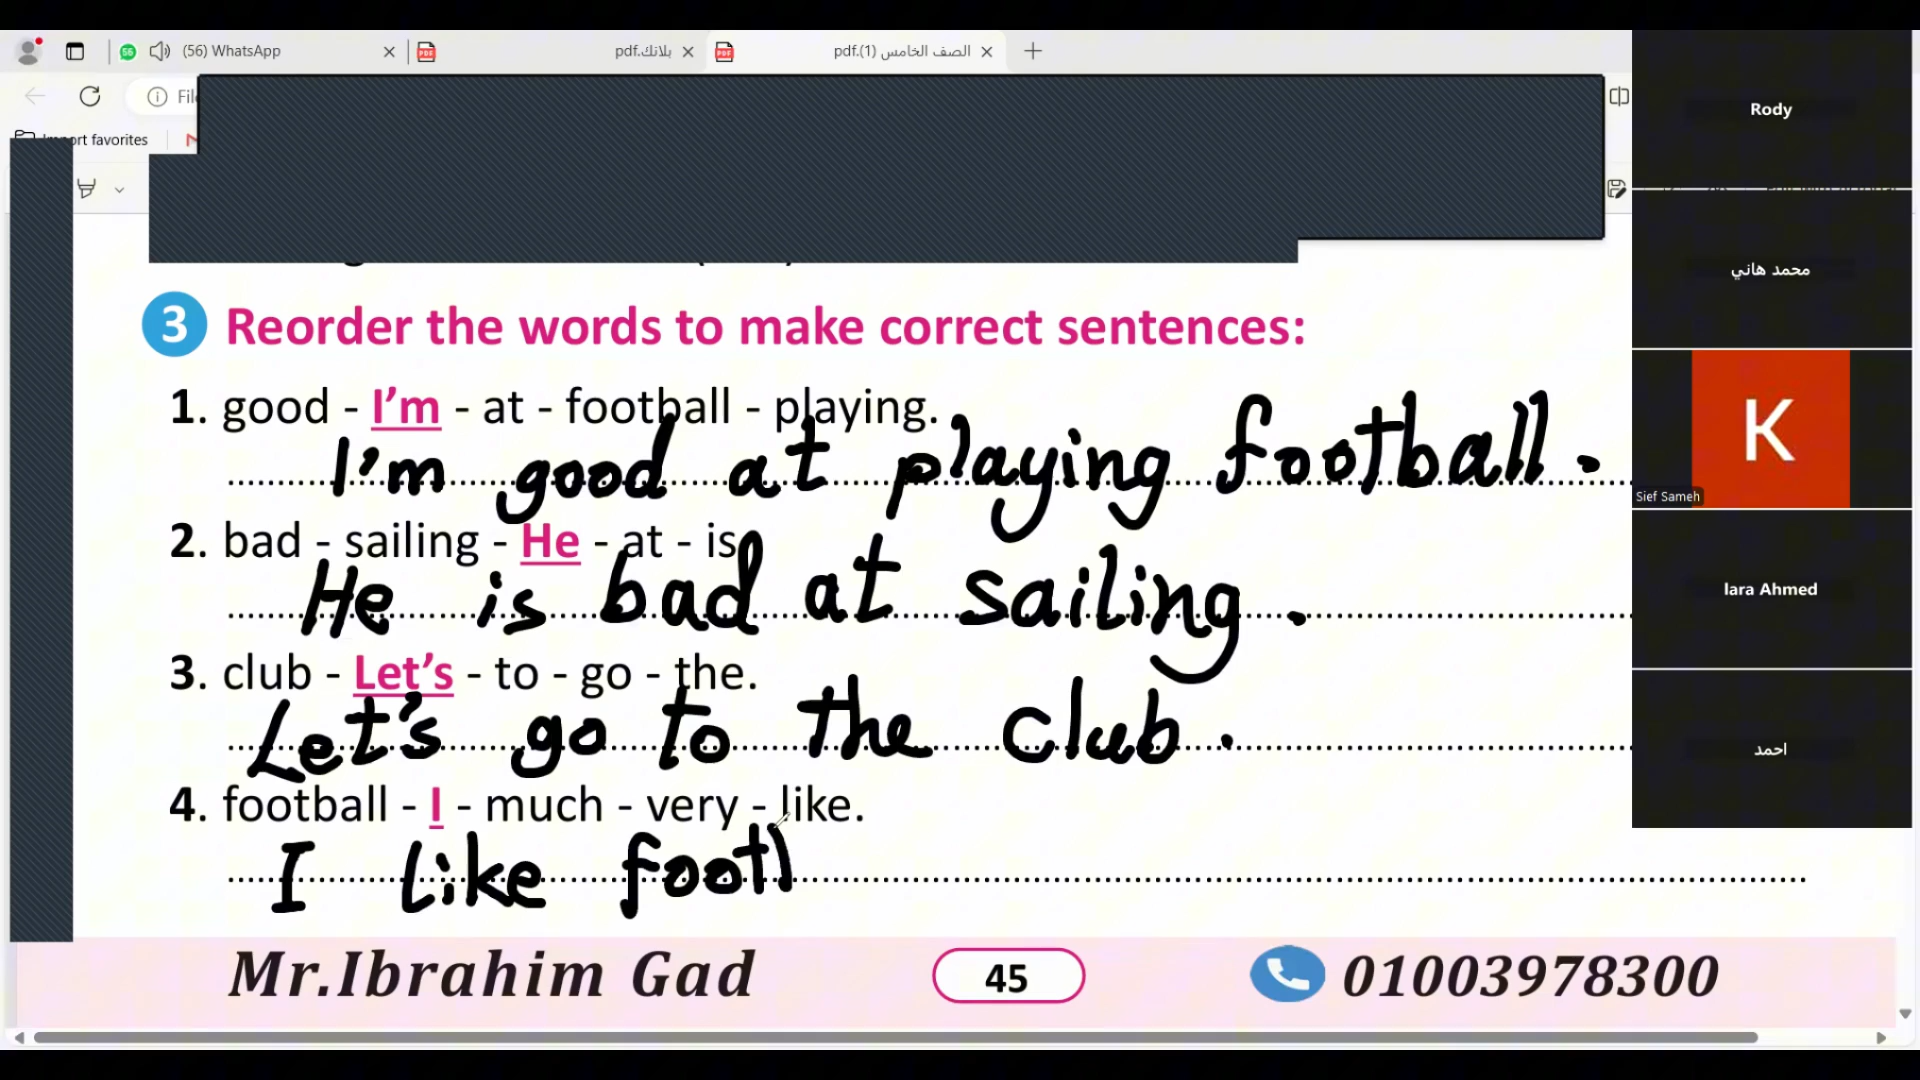 (56) WhatsApp
بلانك.pdf
الصف الخامس (1).pdf
Import favorites
3 Reorder the words to make correct sentences:
1. good - I'm - at - football - playing.
I'm good at playing football.
2. bad - sailing - He - at - is
He is bad at sailing.
3. club - Let's - to - go - the.
Let's go to the club.
4. football - I - much - very - like.
I like foot
Mr.Ibrahim Gad
45
01003978300
Rody
محمد هاني
K
Sief Sameh
lara Ahmed
احمد